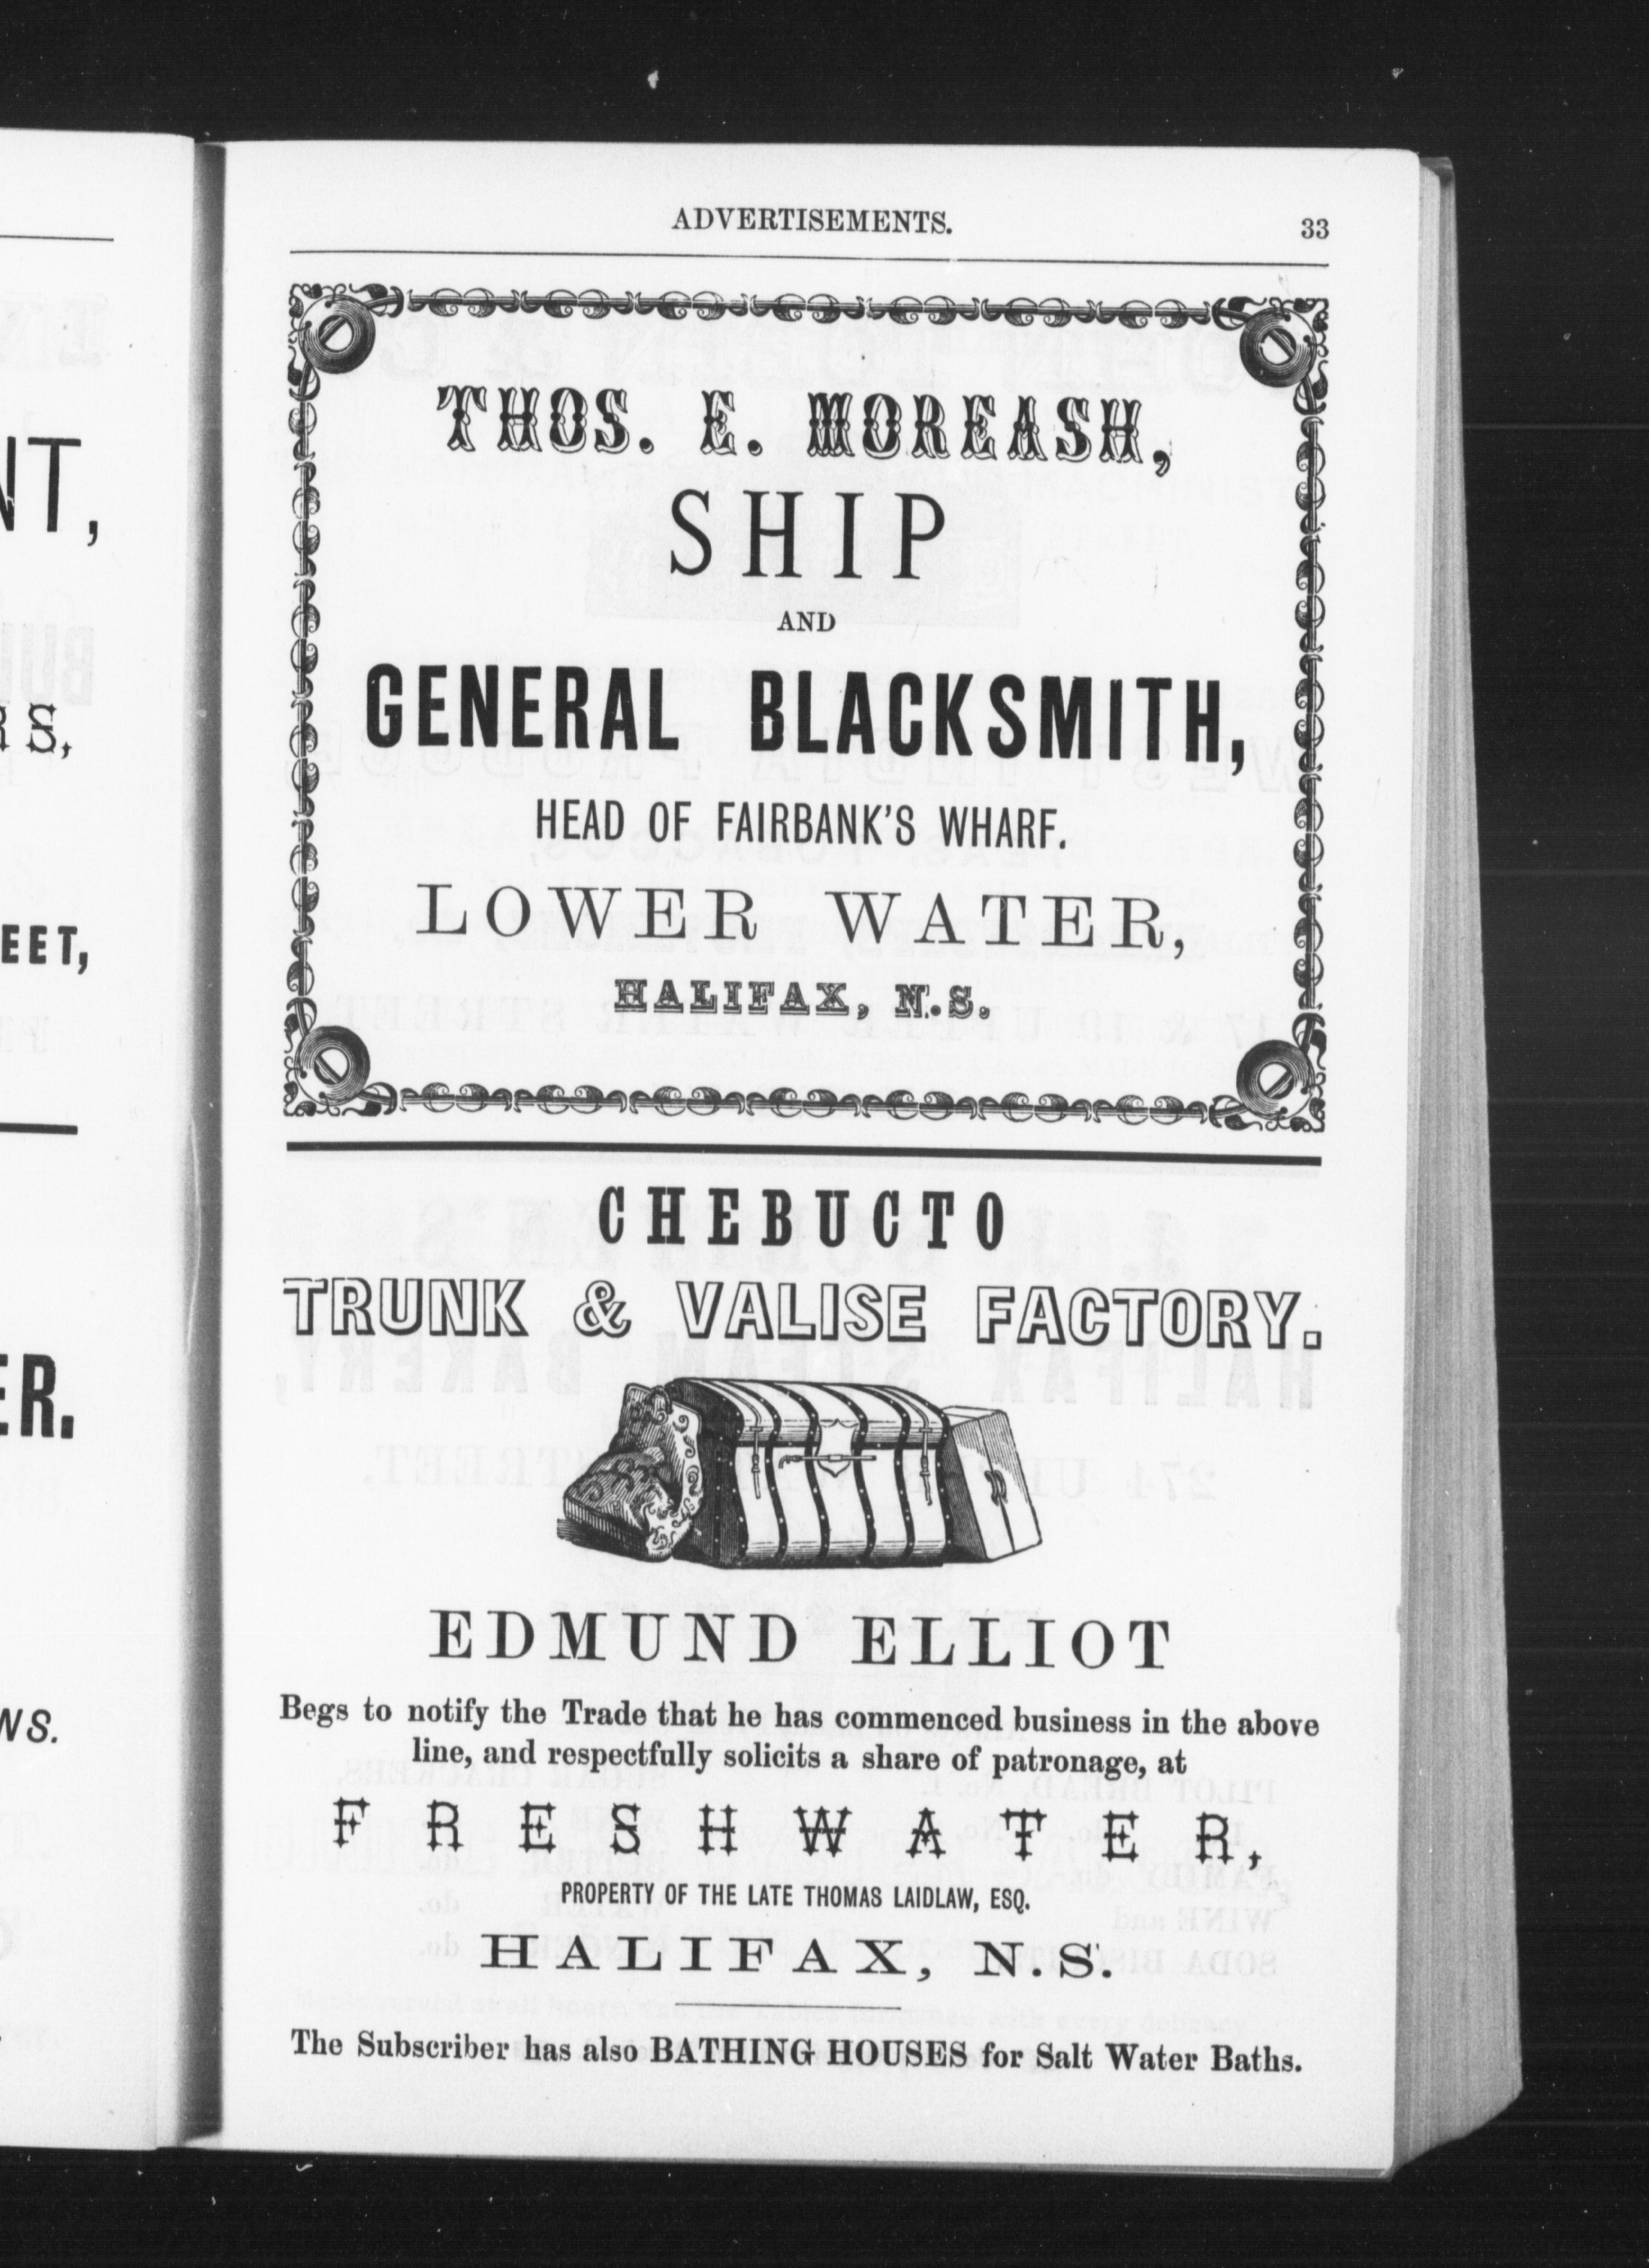 ADVERTISEMENTS. 33
THOS. E. MOREASH,
SHIP
AND
GENERAL BLACKSMITH,
HEAD OF FAIRBANK'S WHARF.
LOWER WATER,
HALIFAX, N.S.
CHEBUCTO
TRUNK & VALISE FACTORY.
EDMUND ELLIOT
Begs to notify the Trade that he has commenced business in the above
line, and respectfully solicits a share of patronage, at
FRESHWATER,
PROPERTY OF THE LATE THOMAS LAIDLAW, ESQ.
HALIFAX, N.S.
The Subscriber has also BATHING HOUSES for Salt Water Baths.